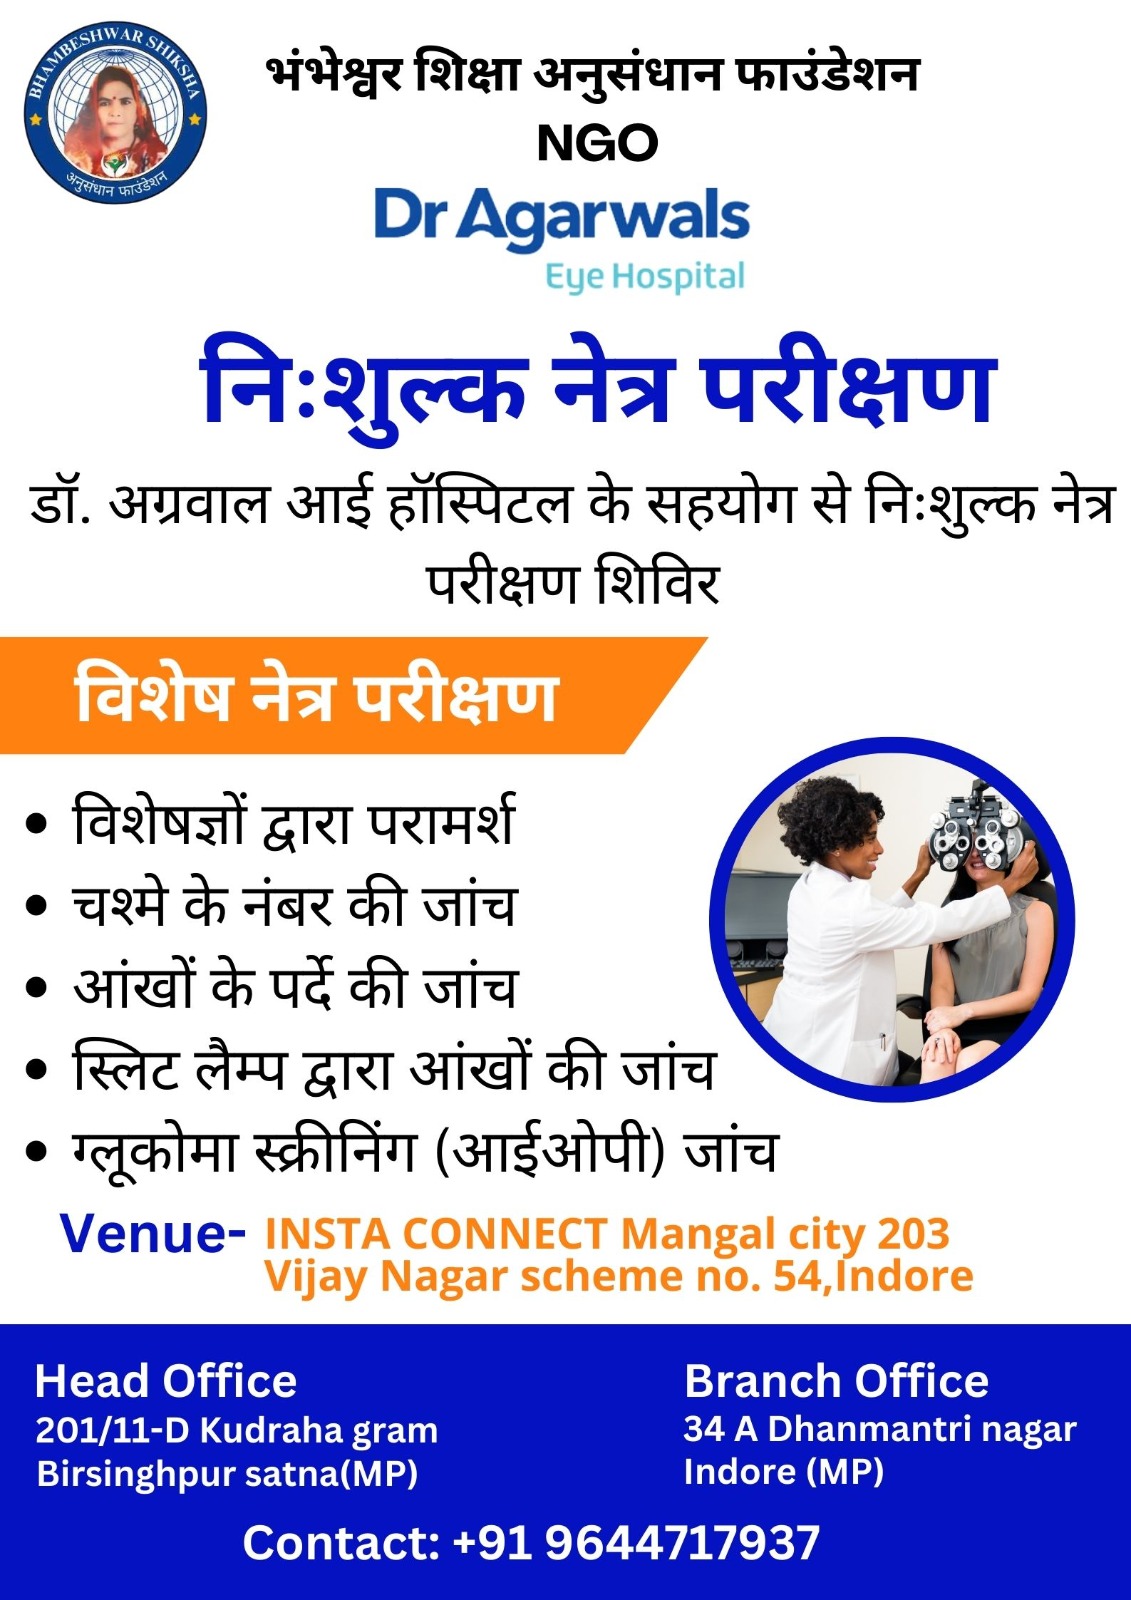 BHAMBESHWAR SHIKSHA
अनुसंधान फाउंडेशन
भंभेश्वर शिक्षा अनुसंधान फाउंडेशन
NGO
Dr Agarwals
Eye Hospital
निःशुल्क नेत्र परीक्षण
डॉ. अग्रवाल आई हॉस्पिटल के सहयोग से निःशुल्क नेत्र
परीक्षण शिविर
विशेष नेत्र परीक्षण
• विशेषज्ञों द्वारा परामर्श
• चश्मे के नंबर की जांच
• आंखों के पर्दे की जांच
• स्लिट लैम्प द्वारा आंखों की जांच
• ग्लूकोमा स्क्रीनिंग (आईओपी) जांच
Venue- INSTA CONNECT Mangal city 203
Vijay Nagar scheme no. 54,Indore
Head Office
201/11-D Kudraha gram
Birsinghpur satna(MP)
Branch Office
34 A Dhanmantri nagar
Indore (MP)
Contact: +91 9644717937